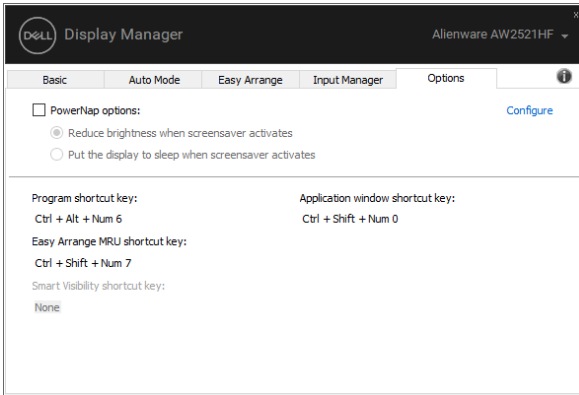 DELL Display Manager
Alienware AW2521HF
Basic
Auto Mode
Easy Arrange
Input Manager
Options
PowerNap options:
Configure
Reduce brightness when screensaver activates
Put the display to sleep when screensaver activates
Program shortcut key:
Application window shortcut key:
Ctrl + Alt + Num 6
Ctrl + Shift + Num 0
Easy Arrange MRU shortcut key:
Ctrl + Shift + Num 7
Smart Visibility shortcut key:
None